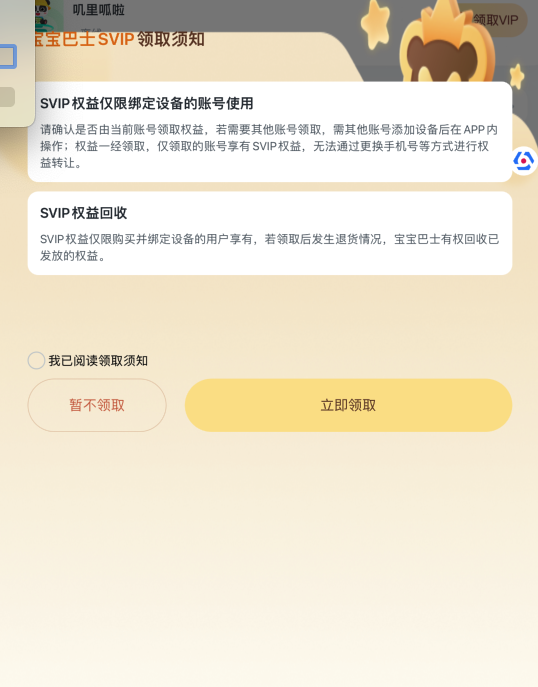 叽里呱啦
领取VIP
宝宝巴士SVIP领取须知
SVIP权益仅限绑定设备的账号使用
请确认是否由当前账号领取权益，若需要其他账号领取，需其他账号添加设备后在APP内
操作；权益一经领取，仅领取的账号享有SVIP权益，无法通过更换手机号等方式进行权
益转让。
SVIP权益回收
SVIP权益仅限购买并绑定设备的用户享有，若领取后发生退货情况，宝宝巴士有权回收已
发放的权益。
我已阅读领取须知
暂不领取
立即领取